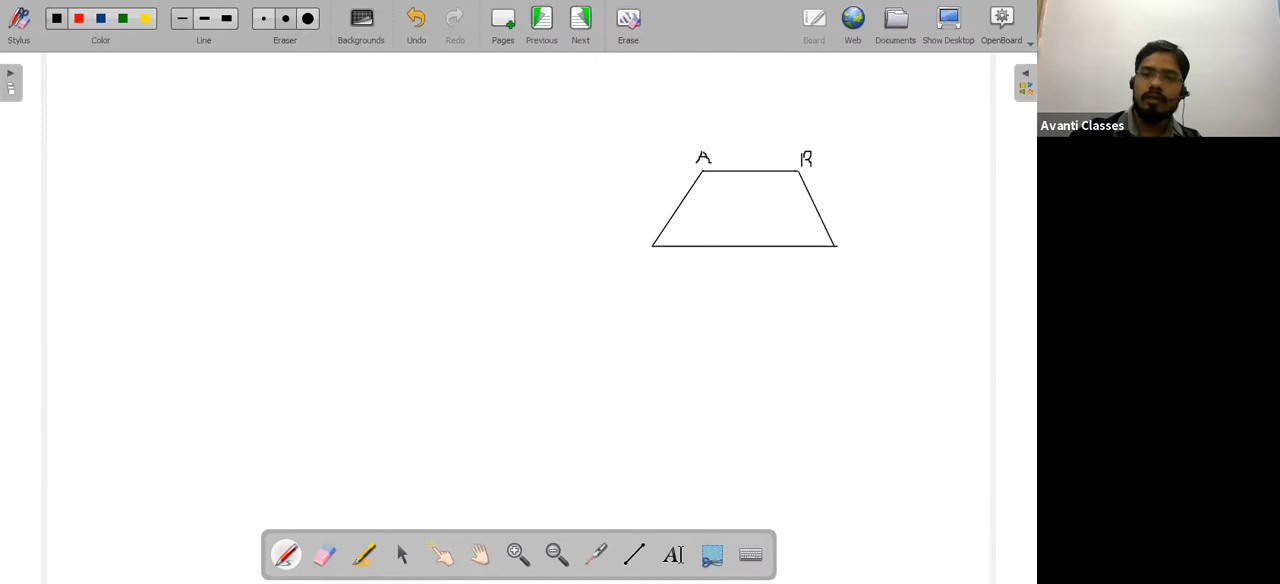 Stylus
Color
Line
Eraser
Backgrounds
Undo
Redo
Pages
Previous
Next
Erase
Board
Web
Documents
Show Desktop
OpenBoard
Avanti Classes
A
B
A